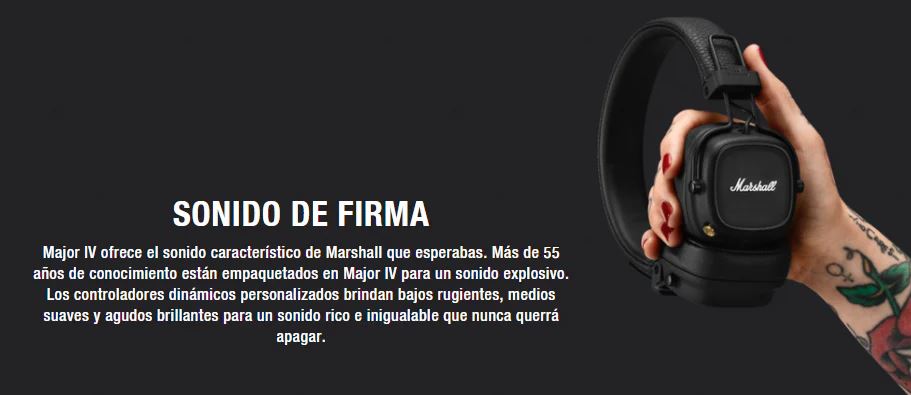 SONIDO DE FIRMA
Major IV ofrece el sonido característico de Marshall que esperabas. Más de 55
años de conocimiento están empaquetados en Major IV para un sonido explosivo.
Los controladores dinámicos personalizados brindan bajos rugientes, medios
suaves y agudos brillantes para un sonido rico e inigualable que nunca querrá
apagar.
Marshall